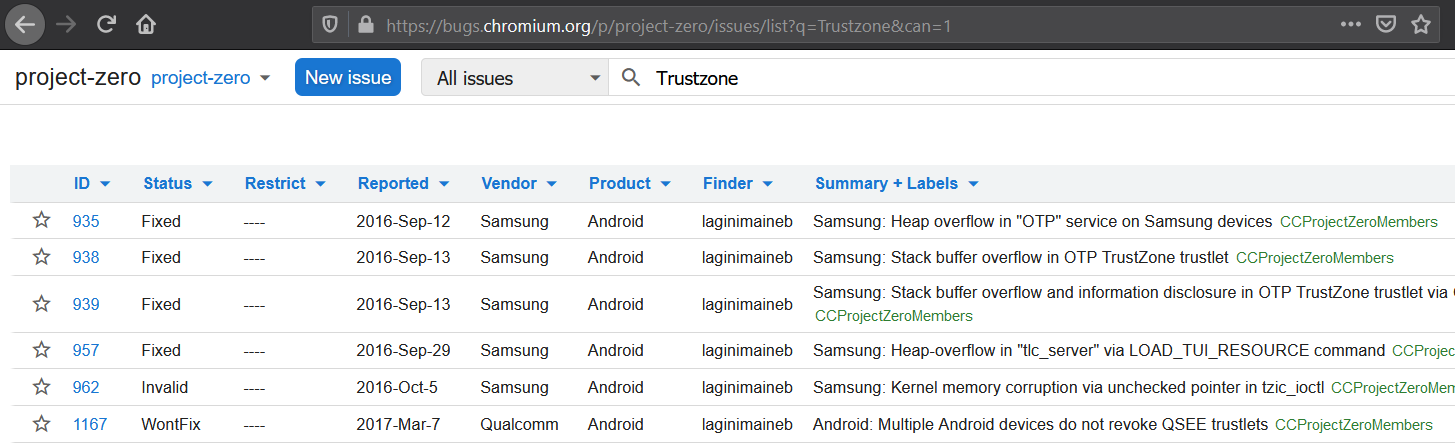 https://bugs.chromium.org/p/project-zero/issues/list?q=Trustzone&can=1
project-zero project-zero New issue All issues Trustzone
ID Status Restrict Reported Vendor Product Finder Summary + Labels
935 Fixed ---- 2016-Sep-12 Samsung Android laginimaineb Samsung: Heap overflow in "OTP" service on Samsung devices CCProjectZeroMembers
938 Fixed ---- 2016-Sep-13 Samsung Android laginimaineb Samsung: Stack buffer overflow in OTP TrustZone trustlet CCProjectZeroMembers
939 Fixed ---- 2016-Sep-13 Samsung Android laginimaineb Samsung: Stack buffer overflow and information disclosure in OTP TrustZone trustlet via
CCProjectZeroMembers
957 Fixed ---- 2016-Sep-29 Samsung Android laginimaineb Samsung: Heap-overflow in "tlc_server" via LOAD_TUI_RESOURCE command CCProjectZ
962 Invalid ---- 2016-Oct-5 Samsung Android laginimaineb Samsung: Kernel memory corruption via unchecked pointer in tzic_ioctl CCProjectZeroMem
1167 WontFix ---- 2017-Mar-7 Qualcomm Android laginimaineb Android: Multiple Android devices do not revoke QSEE trustlets CCProjectZeroMembers